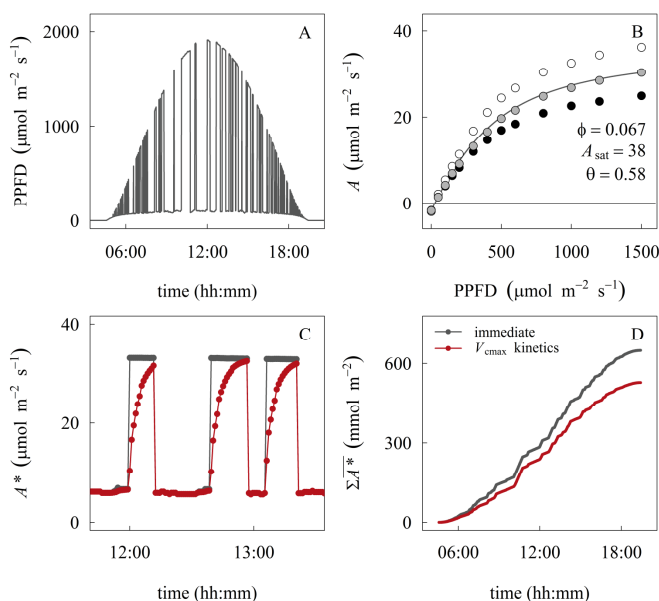 A
2000
1000
0
PPFD (μmol m⁻² s⁻¹)
06:00 12:00 18:00
time (hh:mm)
B
40
20
0
A (μmol m⁻² s⁻¹)
ϕ = 0.067
Asat = 38
θ = 0.58
0 500 1000 1500
PPFD (μmol m⁻² s⁻¹)
C
40
20
0
A* (μmol m⁻² s⁻¹)
12:00 13:00
time (hh:mm)
D
immediate
Vcmax kinetics
600
300
0
ΣA* (mmol m⁻²)
06:00 12:00 18:00
time (hh:mm)